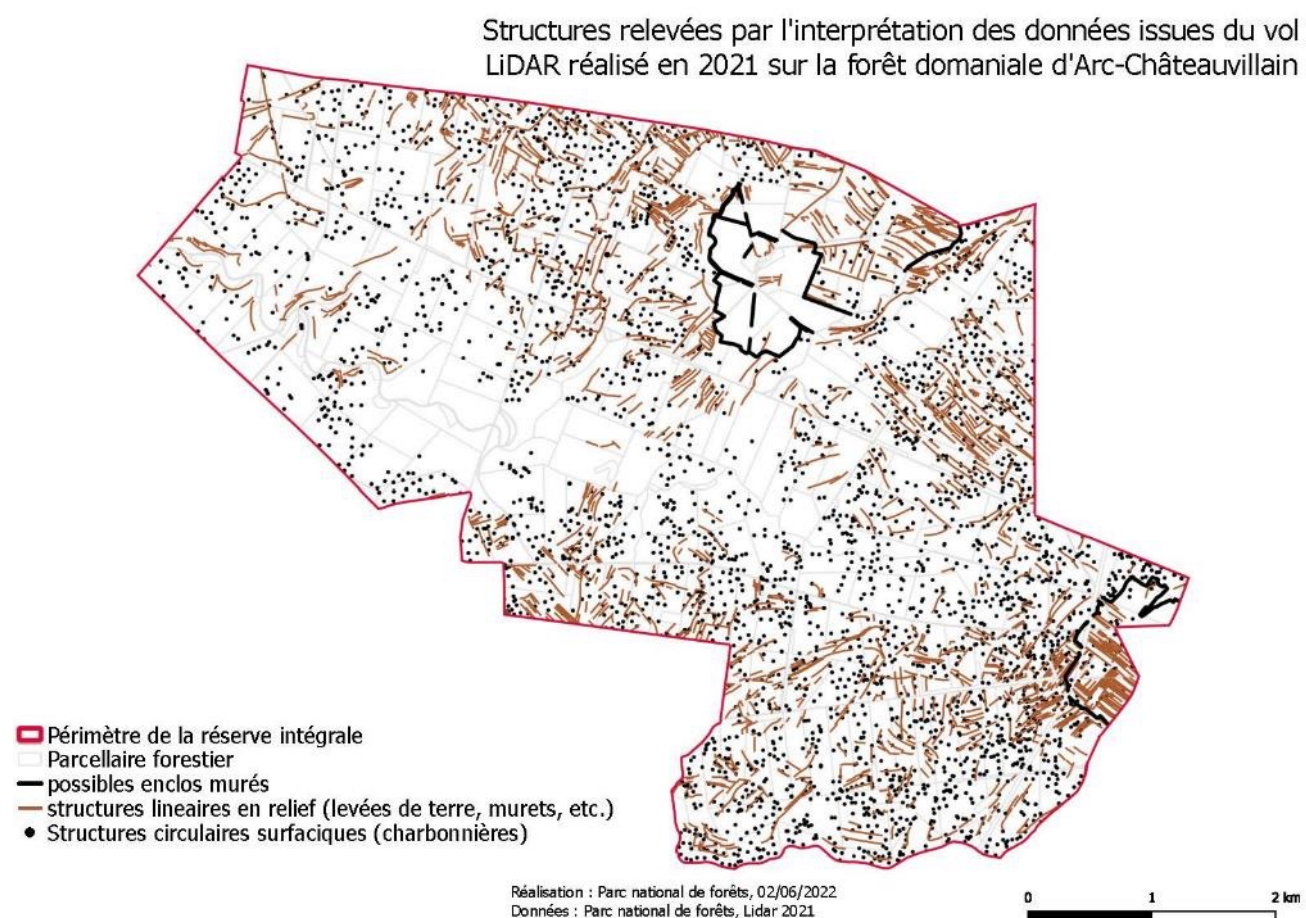 Structures relevées par l'interprétation des données issues du vol
LiDAR réalisé en 2021 sur la forêt domaniale d'Arc-Châteauvillain
Périmètre de la réserve intégrale
Parcellaire forestier
possibles enclos murés
structures lineaires en relief (levées de terre, murets, etc.)
Structures circulaires surfaciques (charbonnières)
Réalisation : Parc national de forêts, 02/06/2022
Données : Parc national de forêts, Lidar 2021
0 1 2 km